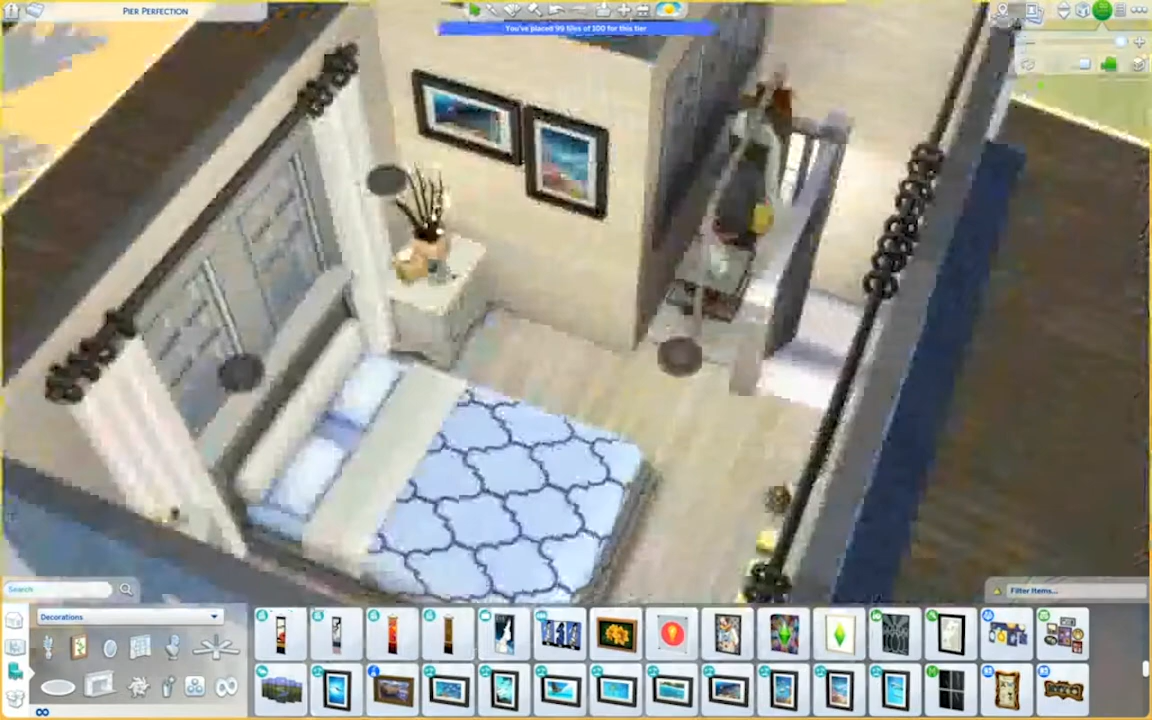 PIER PERFECTION
You've placed 99 tiles of 100 for this tier
Search
Filter Items...
Decorations